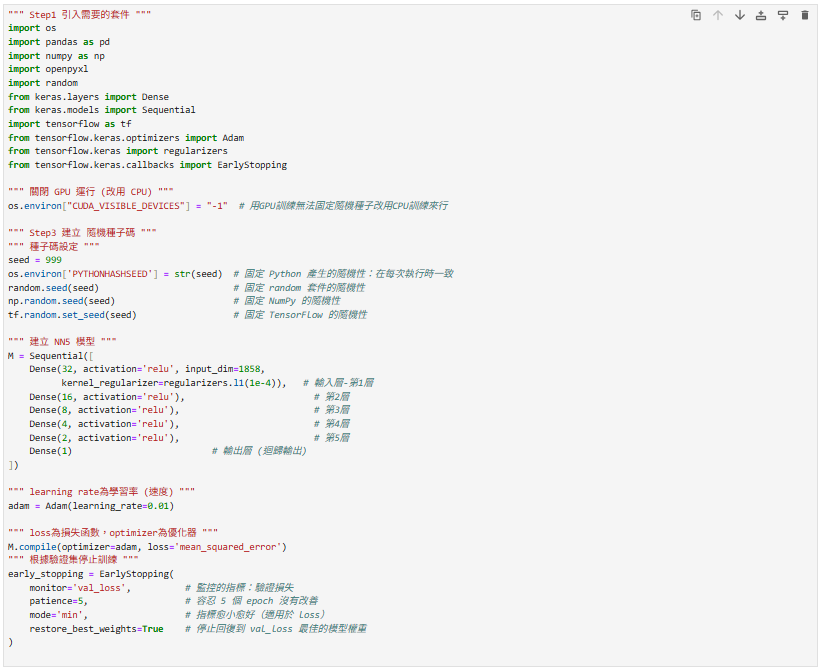 """ Step1 引入需要的套件 """
import os
import pandas as pd
import numpy as np
import openpyxl
import random
from keras.layers import Dense
from keras.models import Sequential
import tensorflow as tf
from tensorflow.keras.optimizers import Adam
from tensorflow.keras import regularizers
from tensorflow.keras.callbacks import EarlyStopping
""" 關閉 GPU 運行 (改用 CPU) """
os.environ["CUDA_VISIBLE_DEVICES"] = "-1"  # 用GPU訓練無法固定隨機種子改用CPU訓練來行
""" Step3 建立 隨機種子碼 """
""" 種子碼設定 """
seed = 999
os.environ['PYTHONHASHSEED'] = str(seed)  # 固定 Python 產生的隨機性：在每次執行時一致
random.seed(seed)                         # 固定 random 套件的隨機性
np.random.seed(seed)                      # 固定 NumPy 的隨機性
tf.random.set_seed(seed)                  # 固定 TensorFlow 的隨機性
""" 建立 NN5 模型 """
M = Sequential([
    Dense(32, activation='relu', input_dim=1858,
          kernel_regularizer=regularizers.l1(1e-4)),   # 輸入層-第1層
    Dense(16, activation='relu'),                        # 第2層
    Dense(8, activation='relu'),                         # 第3層
    Dense(4, activation='relu'),                         # 第4層
    Dense(2, activation='relu'),                         # 第5層
    Dense(1)                          # 輸出層 (迴歸輸出)
])
""" learning rate為學習率 (速度) """
adam = Adam(learning_rate=0.01)
""" loss為損失函數，optimizer為優化器 """
M.compile(optimizer=adam, loss='mean_squared_error')
""" 根據驗證集停止訓練 """
early_stopping = EarlyStopping(
    monitor='val_loss',          # 監控的指標：驗證損失
    patience=5,                  # 容忍 5 個 epoch 沒有改善
    mode='min',                  # 指標愈小愈好（適用於 loss）
    restore_best_weights=True    # 停止回復到 val_loss 最佳的模型權重
)